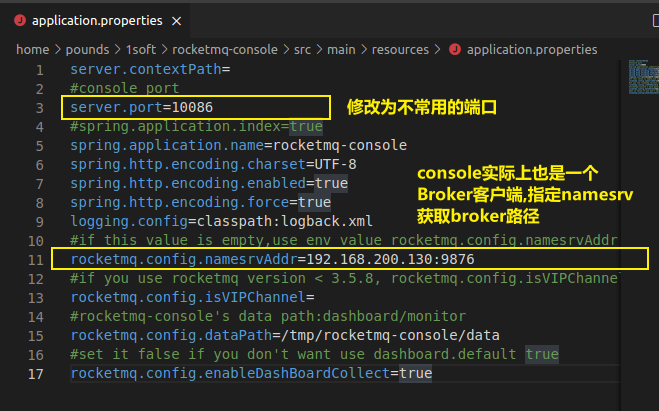 application.properties
home > pounds > 1soft > rocketmq-console > src > main > resources > application.properties
1 server.contextPath=
2 #console port
3 server.port=10086
修改为不常用的端口
4 #spring.application.index=true
5 spring.application.name=rocketmq-console
6 spring.http.encoding.charset=UTF-8
7 spring.http.encoding.enabled=true
8 spring.http.encoding.force=true
console实际上也是一个
Broker客户端,指定namesrv
获取broker路径
9 logging.config=classpath:logback.xml
10 #if this value is empty,use env value rocketmq.config.namesrvAddr
11 rocketmq.config.namesrvAddr=192.168.200.130:9876
12 #if you use rocketmq version < 3.5.8, rocketmq.config.isVIPChanne
13 rocketmq.config.isVIPChannel=
14 #rocketmq-console's data path:dashboard/monitor
15 rocketmq.config.dataPath=/tmp/rocketmq-console/data
16 #set it false if you don't want use dashboard.default true
17 rocketmq.config.enableDashBoardCollect=true